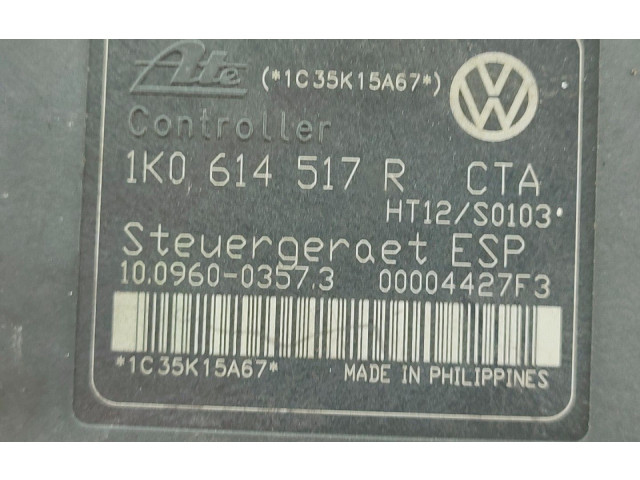 Ate (*1C35K15A67*)
Controller
1K0 614 517 R CTA
HT12/S0103
Steuergeraet ESP
10.0960-0357.3 00004427F3
*1C35K15A67* MADE IN PHILIPPINES